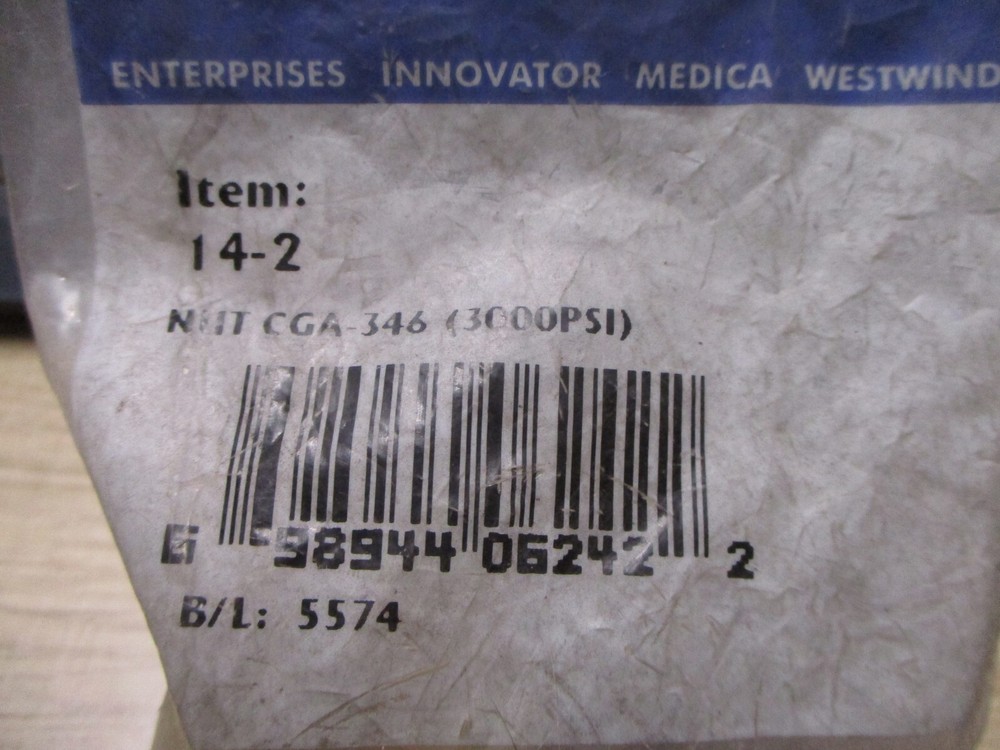 ENTERPRISES INNOVATOR MEDICA WESTWIND
Item:
14-2
NUT CGA-346 (3000PSI)
6 98944 06242 2
B/L: 5574